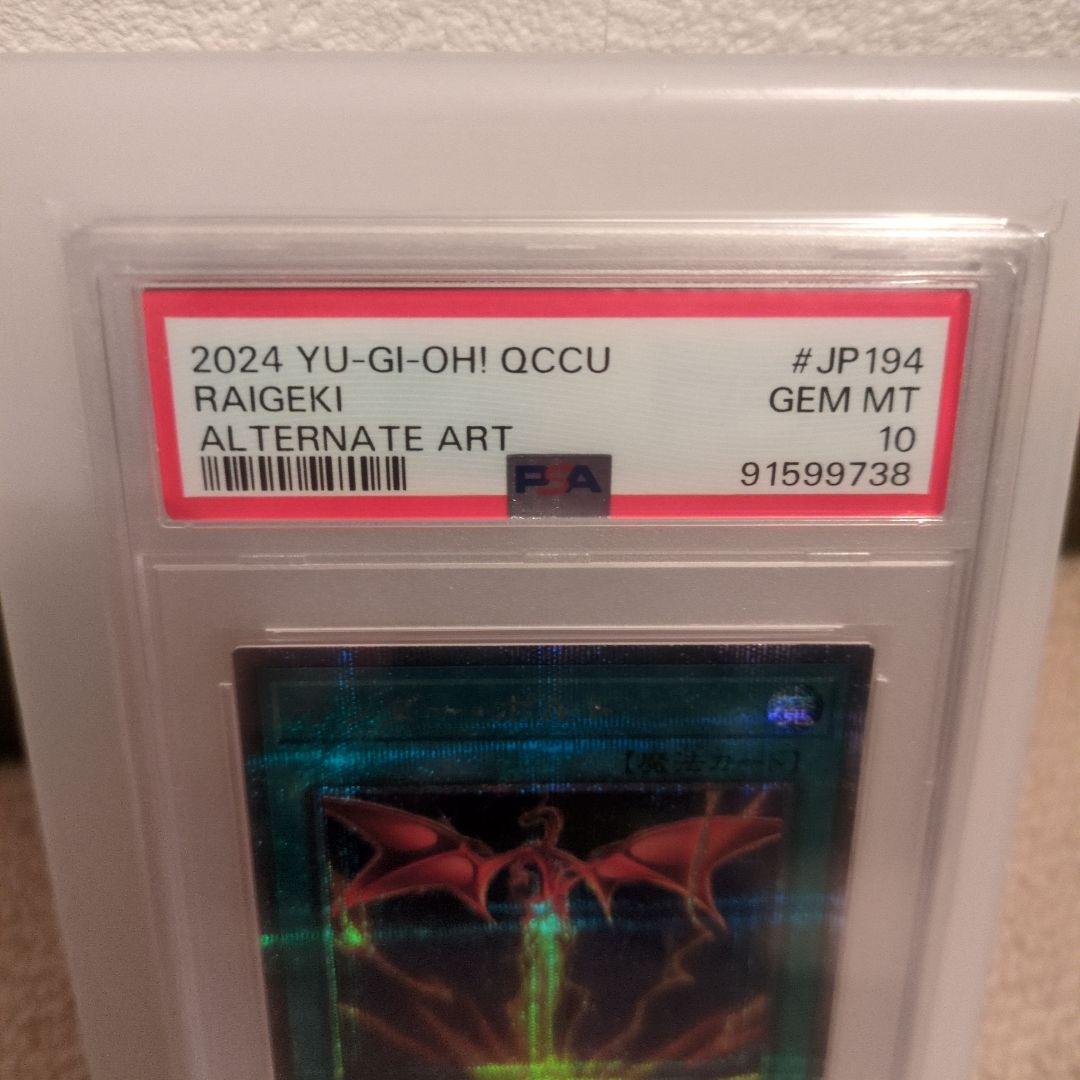 2024 YU-GI-OH! QCCU #JP194
RAIGEKI GEM MT
ALTERNATE ART 10
PSA 91599738
【魔法カード】